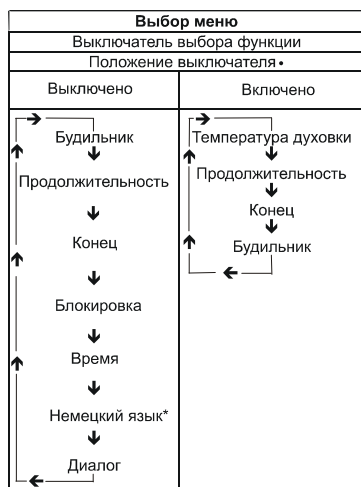 Выбор меню
Выключатель выбора функции
Положение выключателя •
Выключено
Включено
Будильник
Продолжительность
Конец
Блокировка
Время
Немецкий язык*
Диалог
Температура духовки
Продолжительность
Конец
Будильник